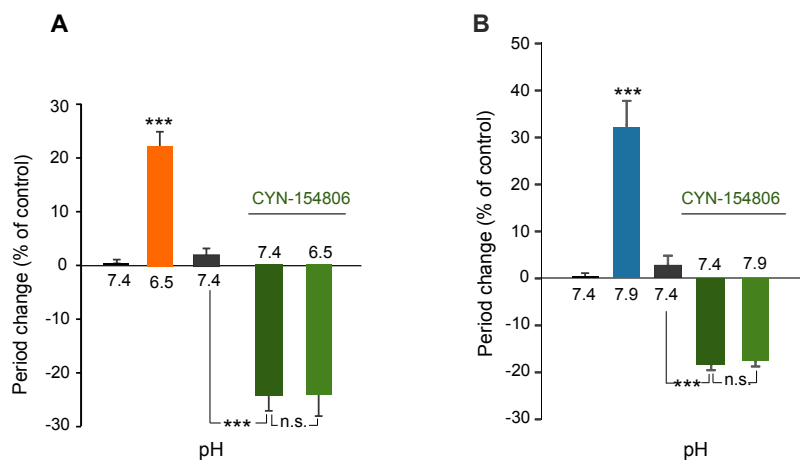 A
Period change (% of control)
30
20
10
0
-10
-20
-30
***
CYN-154806
7.4 6.5
7.4 6.5 7.4
*** n.s.
pH
B
Period change (% of control)
50
40
30
20
10
0
-10
-20
-30
***
CYN-154806
7.4 7.9
7.4 7.9 7.4
*** n.s.
pH